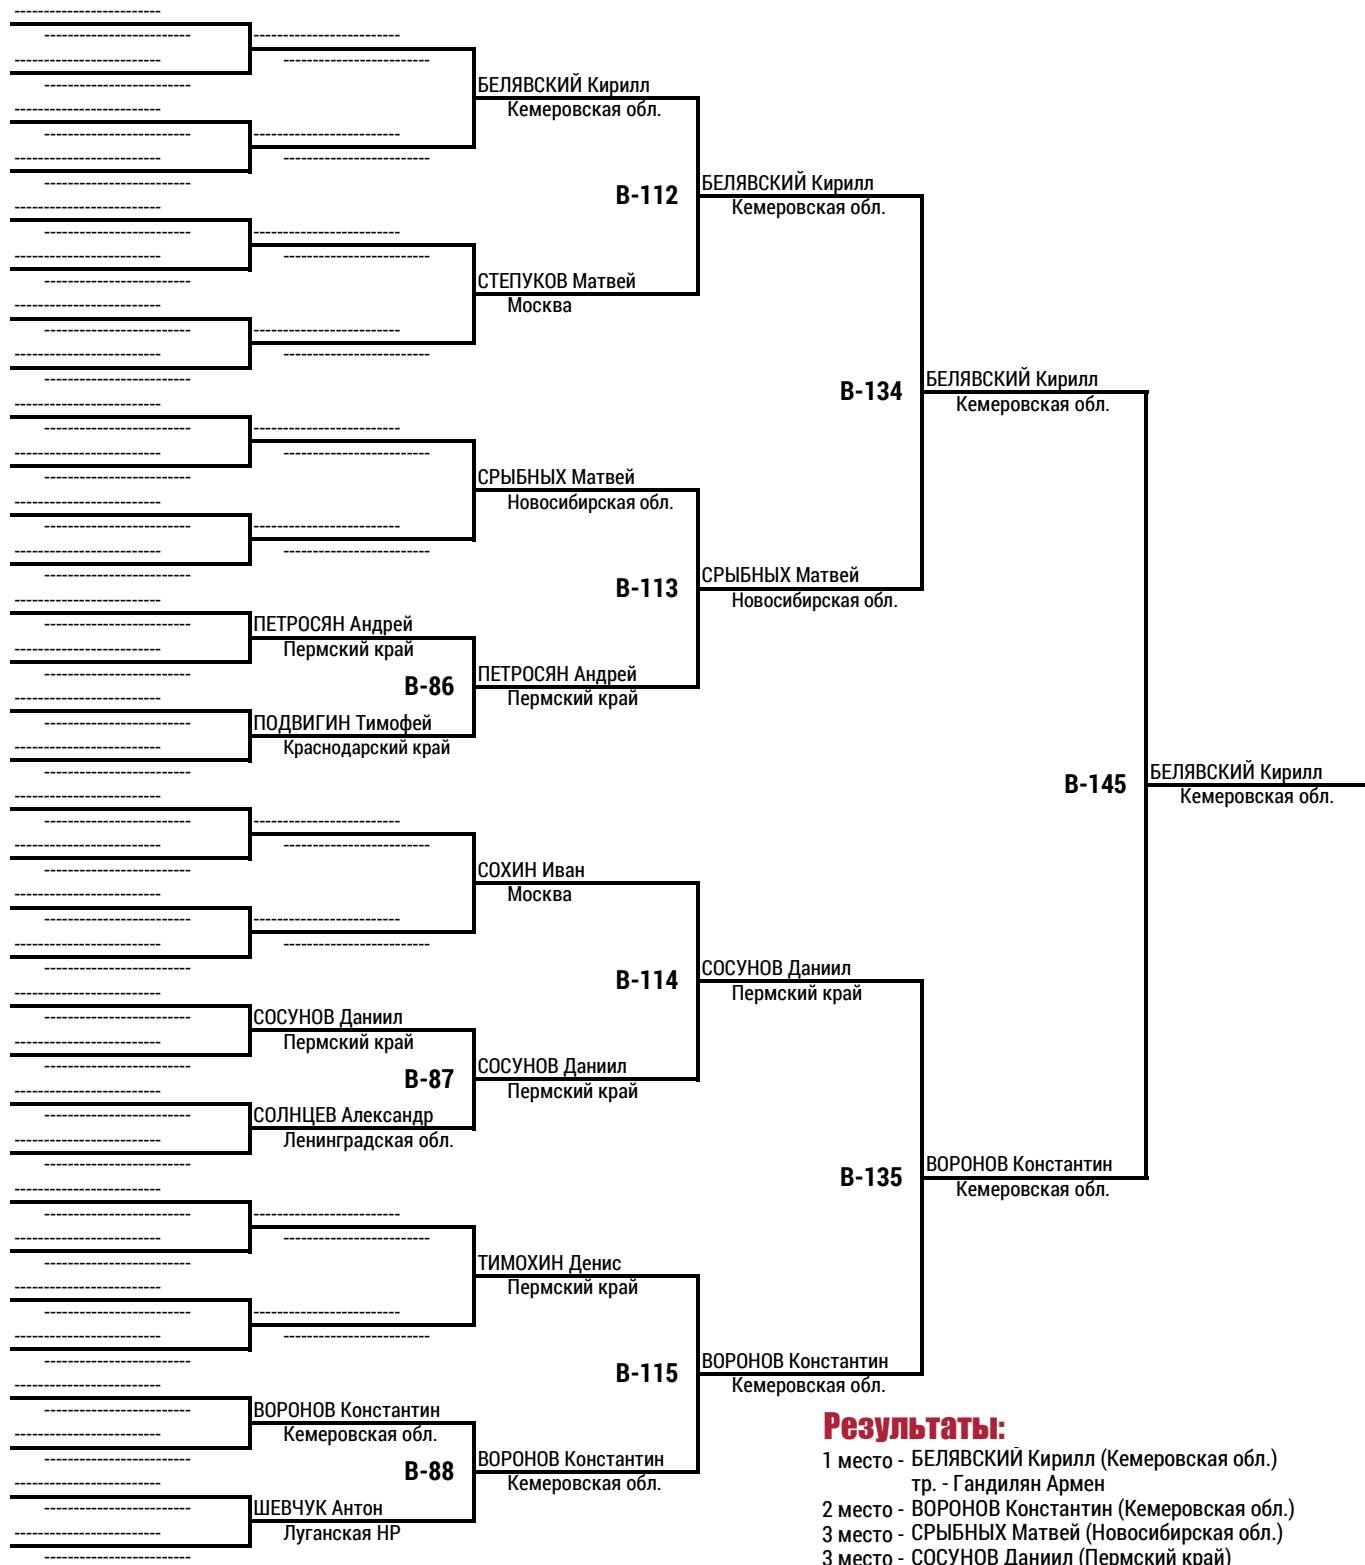 БЕЛЯВСКИЙ Кирилл
Кемеровская обл.
В-112
БЕЛЯВСКИЙ Кирилл
Кемеровская обл.
СТЕПУКОВ Матвей
Москва
В-134
БЕЛЯВСКИЙ Кирилл
Кемеровская обл.
СРЫБНЫХ Матвей
Новосибирская обл.
В-113
СРЫБНЫХ Матвей
Новосибирская обл.
ПЕТРОСЯН Андрей
Пермский край
В-86
ПЕТРОСЯН Андрей
Пермский край
ПОДВИГИН Тимофей
Краснодарский край
В-145
БЕЛЯВСКИЙ Кирилл
Кемеровская обл.
СОХИН Иван
Москва
В-114
СОСУНОВ Даниил
Пермский край
СОСУНОВ Даниил
Пермский край
В-87
СОСУНОВ Даниил
Пермский край
СОЛНЦЕВ Александр
Ленинградская обл.
В-135
ВОРОНОВ Константин
Кемеровская обл.
ТИМОХИН Денис
Пермский край
В-115
ВОРОНОВ Константин
Кемеровская обл.
ВОРОНОВ Константин
Кемеровская обл.
В-88
ВОРОНОВ Константин
Кемеровская обл.
ШЕВЧУК Антон
Луганская НР
Результаты:
1 место - БЕЛЯВСКИЙ Кирилл (Кемеровская обл.)
тр. - Гандилян Армен
2 место - ВОРОНОВ Константин (Кемеровская обл.)
3 место - СРЫБНЫХ Матвей (Новосибирская обл.)
3 место - СОСУНОВ Даниил (Пермский край)